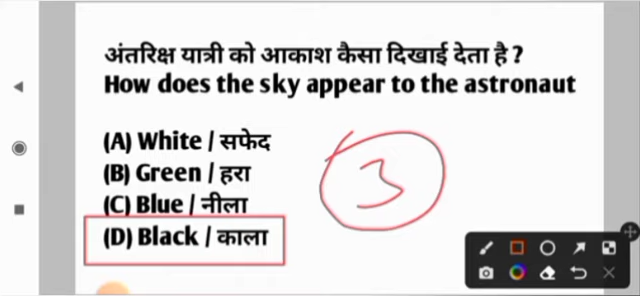 अंतरिक्ष यात्री को आकाश कैसा दिखाई देता है ?
How does the sky appear to the astronaut
(A) White / सफेद
(B) Green / हरा
(C) Blue / नीला
(D) Black / काला
3